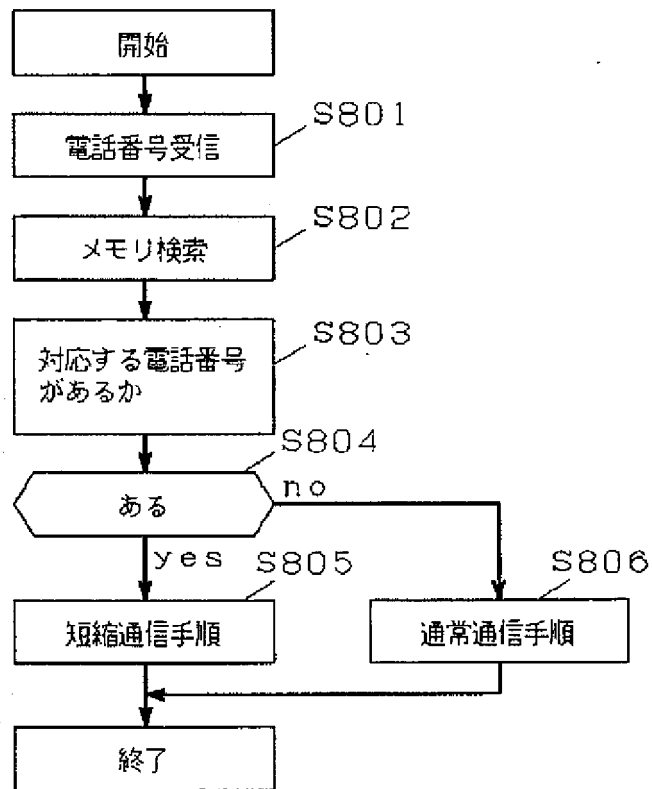 開始
S801
電話番号受信
S802
メモリ検索
S803
対応する電話番号
があるか
S804
ある
no
yes
S805
短縮通信手順
S806
通常通信手順
終了